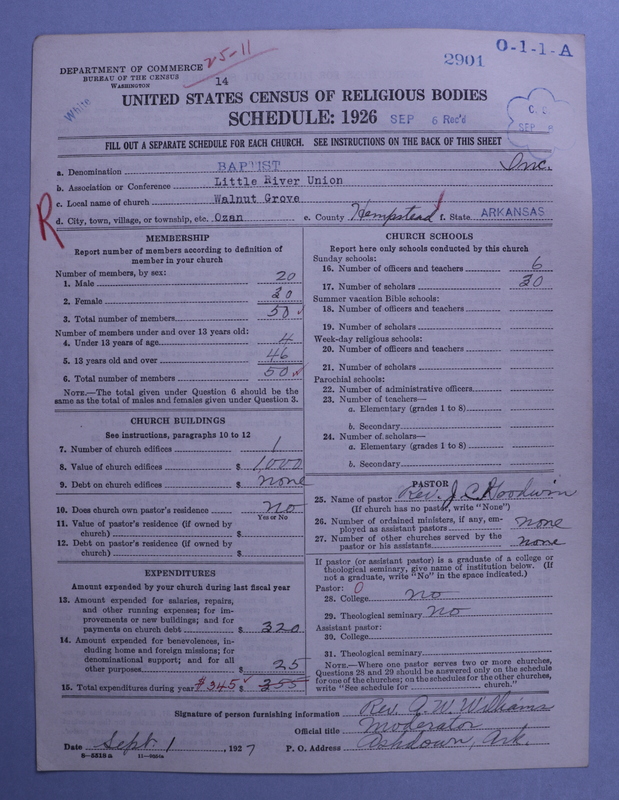 25-11
2901
O-1-1-A
DEPARTMENT OF COMMERCE
BUREAU OF THE CENSUS
WASHINGTON
14
White
UNITED STATES CENSUS OF RELIGIOUS BODIES
SCHEDULE: 1926 SEP 6 Rec'd
C. B.
SEP
FILL OUT A SEPARATE SCHEDULE FOR EACH CHURCH. SEE INSTRUCTIONS ON THE BACK OF THIS SHEET
a. Denomination BAPTIST Inc.
b. Association or Conference Little River Union
c. Local name of church Walnut Grove
R
d. City, town, village, or township, etc. Ozan e. County Hempstead f. State ARKANSAS
MEMBERSHIP
Report number of members according to definition of
member in your church
Number of members, by sex:
1. Male 20
2. Female 30
3. Total number of members 50 ✓
Number of members under and over 13 years old:
4. Under 13 years of age 4
5. 13 years old and over 46
6. Total number of members 50 ✓
NOTE.—The total given under Question 6 should be the
same as the total of males and females given under Question 3.
CHURCH BUILDINGS
See instructions, paragraphs 10 to 12
7. Number of church edifices 1
8. Value of church edifices $ 1000
9. Debt on church edifices $ none
10. Does church own pastor's residence no
Yes or No
11. Value of pastor's residence (if owned by
church) $
12. Debt on pastor's residence (if owned by
church) $
EXPENDITURES
Amount expended by your church during last fiscal year
13. Amount expended for salaries, repairs,
and other running expenses; for im-
provements or new buildings; and for
payments on church debt $ 320
14. Amount expended for benevolences, in-
cluding home and foreign missions; for
denominational support; and for all
other purposes $ 25
15. Total expenditures during year $345 ✓ $ 355
CHURCH SCHOOLS
Report here only schools conducted by this church
Sunday schools:
16. Number of officers and teachers 6
17. Number of scholars 30
Summer vacation Bible schools:
18. Number of officers and teachers
19. Number of scholars
Week-day religious schools:
20. Number of officers and teachers
21. Number of scholars
Parochial schools:
22. Number of administrative officers
23. Number of teachers—
a. Elementary (grades 1 to 8)
b. Secondary
24. Number of scholars—
a. Elementary (grades 1 to 8)
b. Secondary
PASTOR
25. Name of pastor Rev. J. C. Goodwin
(If church has no pastor, write "None")
26. Number of ordained ministers, if any, em-
ployed as assistant pastors none
27. Number of other churches served by the
pastor or his assistants none
If pastor (or assistant pastor) is a graduate of a college or
theological seminary, give name of institution below. (If
not a graduate, write "No" in the space indicated.)
Pastor: 0
28. College no
29. Theological seminary no
Assistant pastor:
30. College
31. Theological seminary
NOTE.—Where one pastor serves two or more churches,
Questions 28 and 29 should be answered only on the schedule
for one of the churches; on the schedules for the other churches,
write "See schedule for church."
Signature of person furnishing information Rev. A. W. Williams
Official title Moderator
Date Sept 1, 1927 P. O. Address Ashdown, Ark.
8-5318a 11-9954a